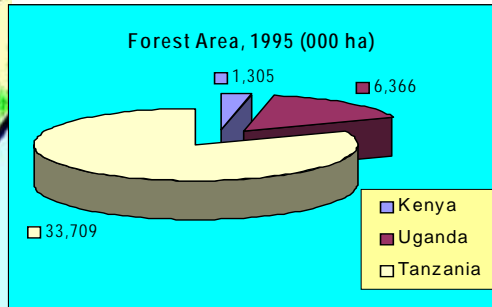 Forest Area, 1995 (000 ha)
1,305
6,366
33,709
Kenya
Uganda
Tanzania